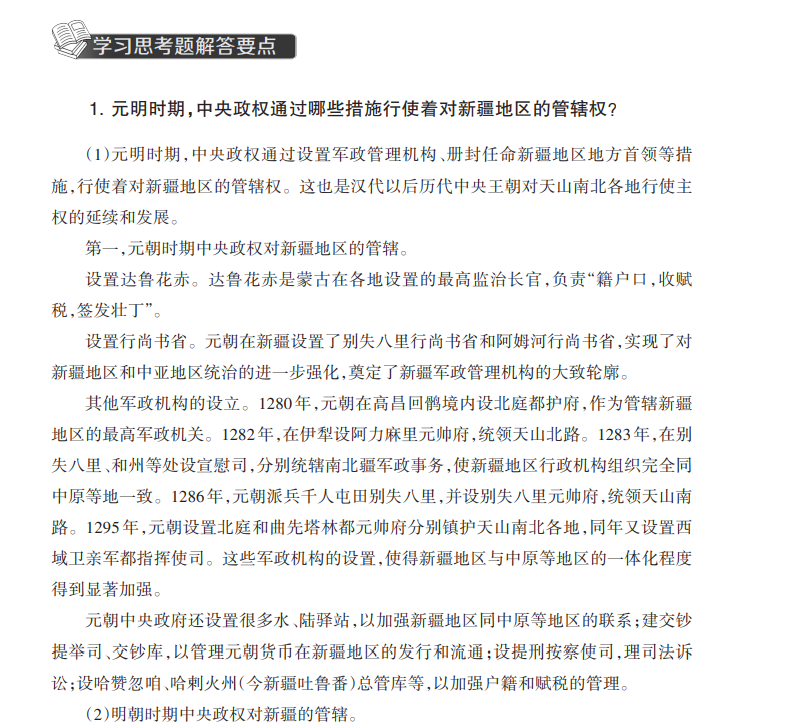 学习思考题解答要点
1. 元明时期,中央政权通过哪些措施行使着对新疆地区的管辖权?
(1)元明时期,中央政权通过设置军政管理机构、册封任命新疆地区地方首领等措
施,行使着对新疆地区的管辖权。这也是汉代以后历代中央王朝对天山南北各地行使主
权的延续和发展。
第一,元朝时期中央政权对新疆地区的管辖。
设置达鲁花赤。达鲁花赤是蒙古在各地设置的最高监治长官,负责“籍户口,收赋
税,签发壮丁”。
设置行尚书省。元朝在新疆设置了别失八里行尚书省和阿姆河行尚书省,实现了对
新疆地区和中亚地区统治的进一步强化,奠定了新疆军政管理机构的大致轮廓。
其他军政机构的设立。1280年,元朝在高昌回鹘境内设北庭都护府,作为管辖新疆
地区的最高军政机关。1282年,在伊犁设阿力麻里元帅府,统领天山北路。1283年,在别
失八里、和州等处设宣慰司,分别统辖南北疆军政事务,使新疆地区行政机构组织完全同
中原等地一致。1286年,元朝派兵千人屯田别失八里,并设别失八里元帅府,统领天山南
路。1295年,元朝设置北庭和曲先塔林都元帅府分别镇护天山南北各地,同年又设置西
域卫亲军都指挥使司。这些军政机构的设置,使得新疆地区与中原等地区的一体化程度
得到显著加强。
元朝中央政府还设置很多水、陆驿站,以加强新疆地区同中原等地区的联系;建交钞
提举司、交钞库,以管理元朝货币在新疆地区的发行和流通;设提刑按察使司,理司法诉
讼;设哈赞忽咱、哈剌火州(今新疆吐鲁番)总管库等,以加强户籍和赋税的管理。
(2)明朝时期中央政权对新疆的管辖。